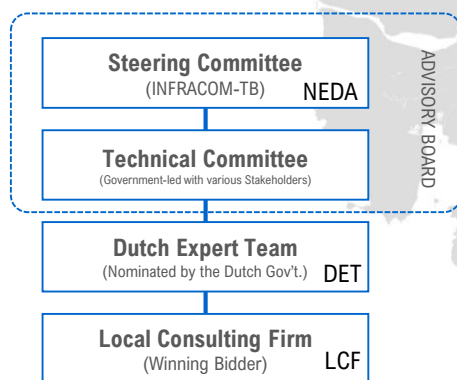 Steering Committee
(INFRACOM-TB) NEDA
ADVISORY BOARD
Technical Committee
(Government-led with various Stakeholders)
Dutch Expert Team
(Nominated by the Dutch Gov't.) DET
Local Consulting Firm
(Winning Bidder) LCF